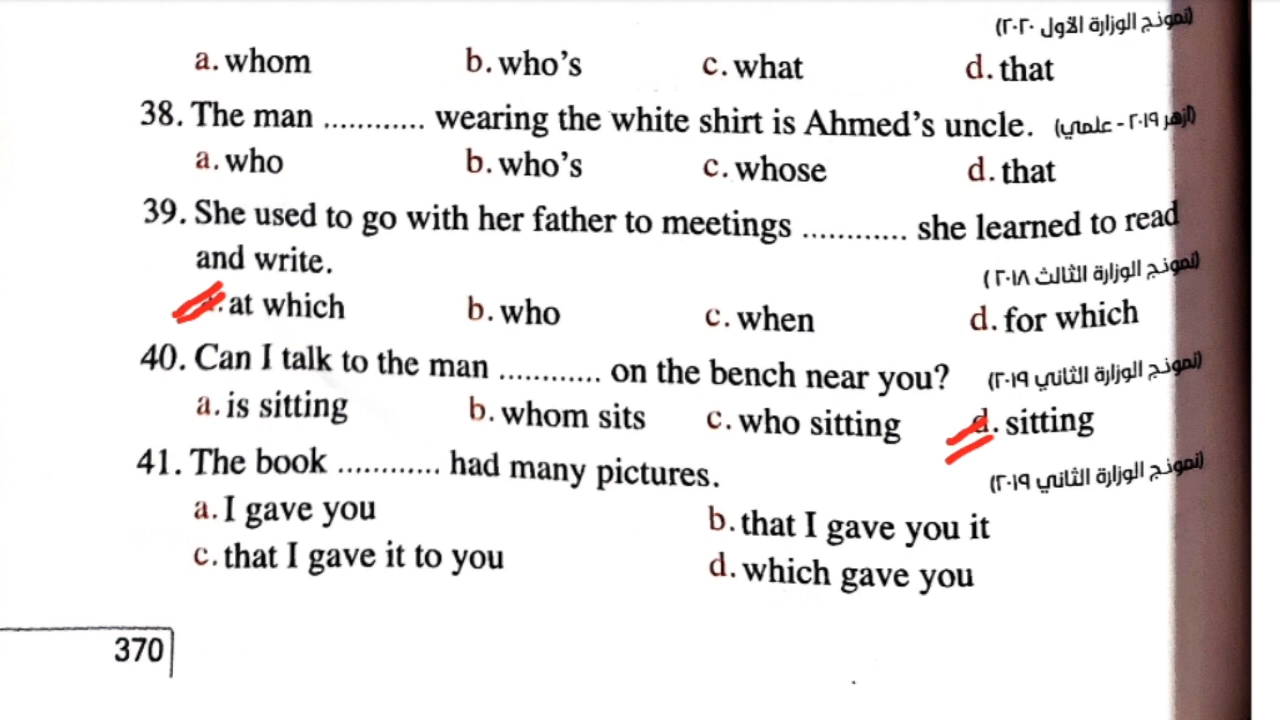 (نموذج الوزارة الأول ٢٠٢٠)
a. whom b. who's c. what d. that
38. The man ............ wearing the white shirt is Ahmed's uncle. (أزهر ٢٠١٩ - علمي)
a. who b. who's c. whose d. that
39. She used to go with her father to meetings ............ she learned to read
and write. (نموذج الوزارة الثالث ٢٠١٨)
at which b. who c. when d. for which
40. Can I talk to the man ............ on the bench near you? (نموذج الوزارة الثاني ٢٠١٩)
a. is sitting b. whom sits c. who sitting d. sitting
41. The book ............ had many pictures. (نموذج الوزارة الثاني ٢٠١٩)
a. I gave you b. that I gave you it
c. that I gave it to you d. which gave you
370